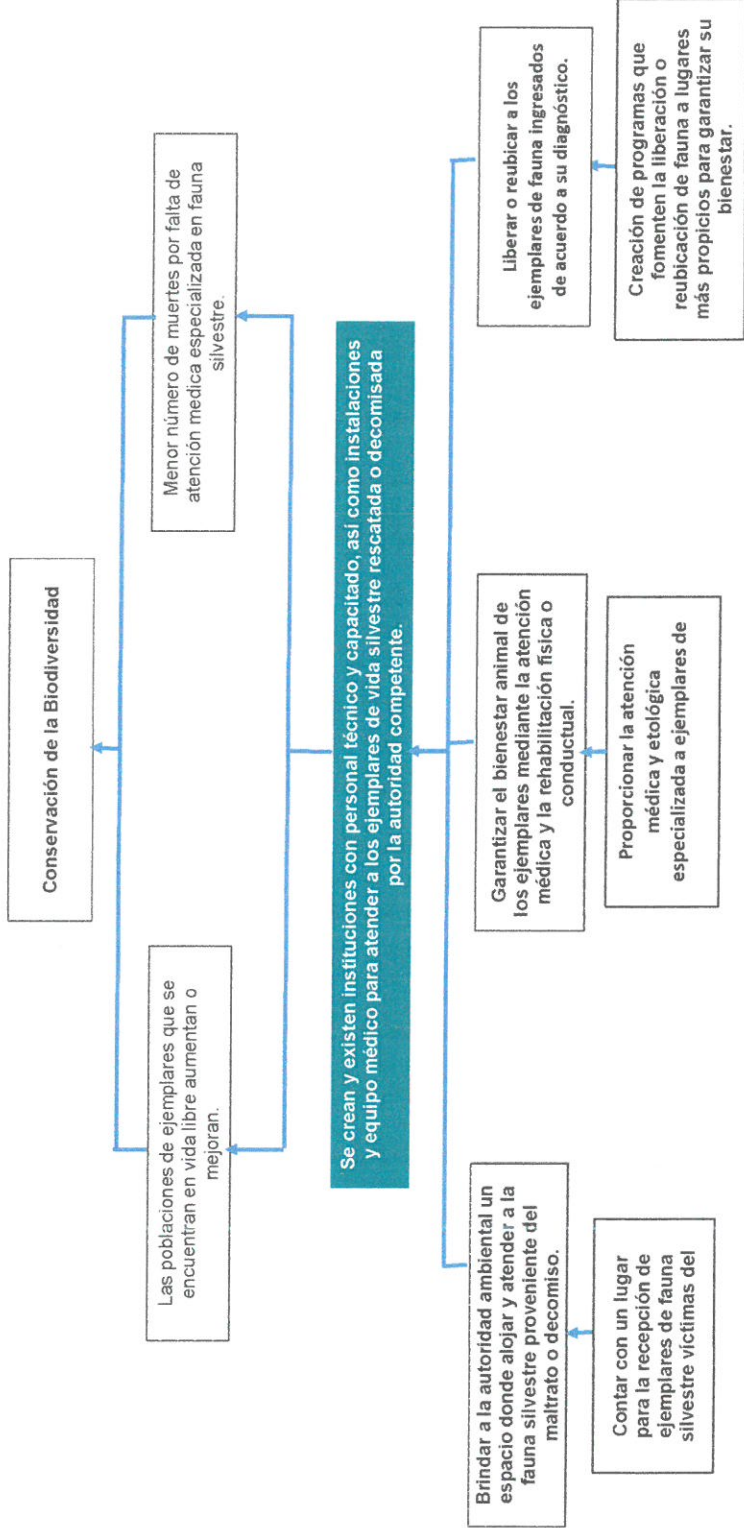 Conservación de la Biodiversidad
Las poblaciones de ejemplares que se
encuentran en vida libre aumentan o
mejoran.
Menor número de muertes por falta de
atención medica especializada en fauna
silvestre.
Se crean y existen instituciones con personal técnico y capacitado, así como instalaciones
y equipo médico para atender a los ejemplares de vida silvestre rescatada o decomisada
por la autoridad competente.
Brindar a la autoridad ambiental un
espacio donde alojar y atender a la
fauna silvestre proveniente del
maltrato o decomiso.
Garantizar el bienestar animal de
los ejemplares mediante la atención
médica y la rehabilitación física o
conductual.
Liberar o reubicar a los
ejemplares de fauna ingresados
de acuerdo a su diagnóstico.
Contar con un lugar
para la recepción de
ejemplares de fauna
silvestre víctimas del
Proporcionar la atención
médica y etológica
especializada a ejemplares de
Creación de programas que
fomenten la liberación o
reubicación de fauna a lugares
más propicios para garantizar su
bienestar.